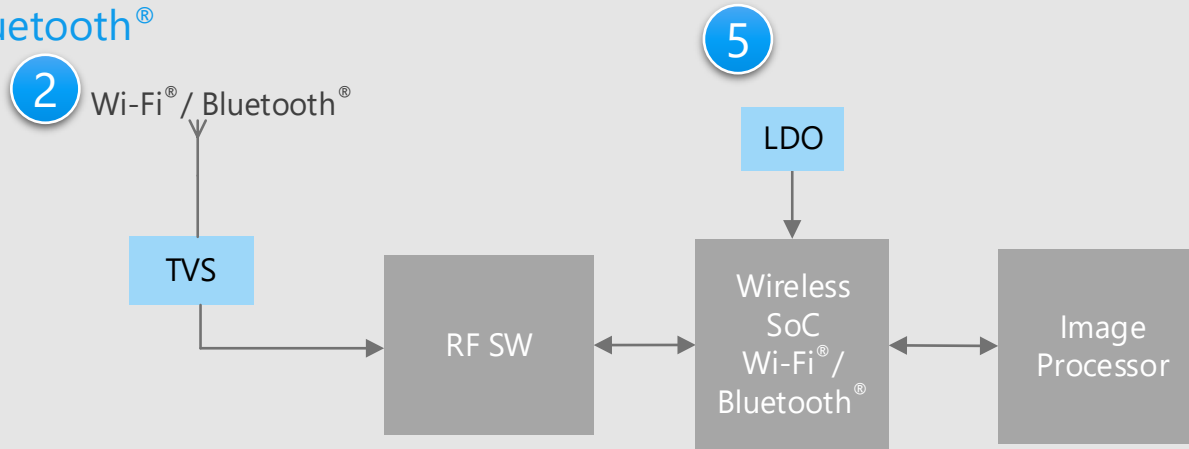 uetooth®
2
Wi-Fi®/ Bluetooth®
5
LDO
TVS
RF SW
Wireless
SoC
Wi-Fi®/
Bluetooth®
Image
Processor